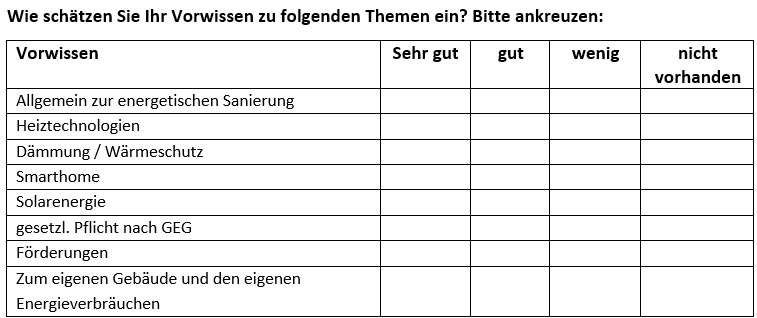 Wie schätzen Sie Ihr Vorwissen zu folgenden Themen ein? Bitte ankreuzen:
Vorwissen Sehr gut gut wenig nicht vorhanden
Allgemein zur energetischen Sanierung
Heiztechnologien
Dämmung / Wärmeschutz
Smarthome
Solarenergie
gesetzl. Pflicht nach GEG
Förderungen
Zum eigenen Gebäude und den eigenen
Energieverbräuchen